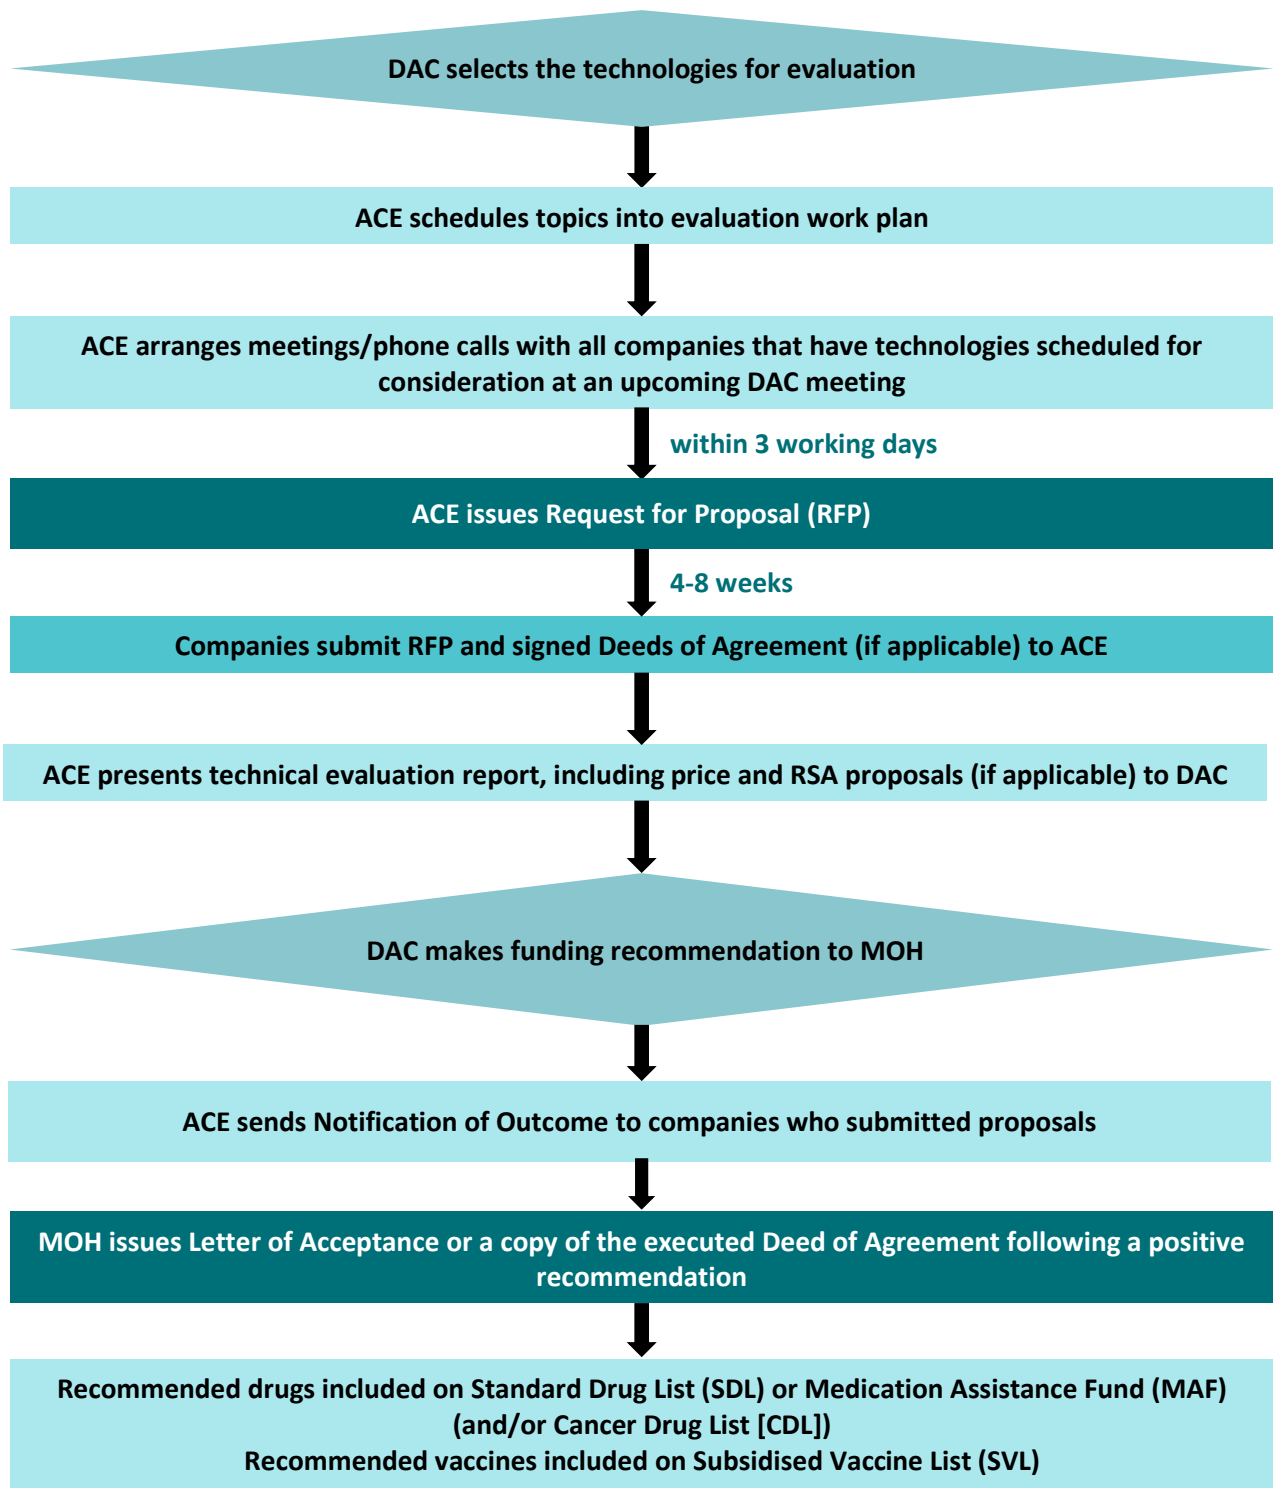 DAC selects the technologies for evaluation
ACE schedules topics into evaluation work plan
ACE arranges meetings/phone calls with all companies that have technologies scheduled for
consideration at an upcoming DAC meeting
within 3 working days
ACE issues Request for Proposal (RFP)
4-8 weeks
Companies submit RFP and signed Deeds of Agreement (if applicable) to ACE
ACE presents technical evaluation report, including price and RSA proposals (if applicable) to DAC
DAC makes funding recommendation to MOH
ACE sends Notification of Outcome to companies who submitted proposals
MOH issues Letter of Acceptance or a copy of the executed Deed of Agreement following a positive
recommendation
Recommended drugs included on Standard Drug List (SDL) or Medication Assistance Fund (MAF)
(and/or Cancer Drug List [CDL])
Recommended vaccines included on Subsidised Vaccine List (SVL)